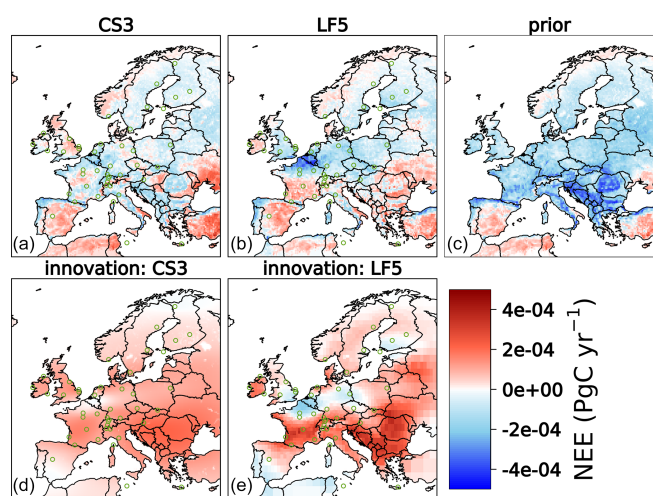 CS3
LF5
prior
(a)
(b)
(c)
innovation: CS3
innovation: LF5
(d)
(e)
4e-04
2e-04
0e+00
-2e-04
-4e-04
NEE (PgC yr⁻¹)